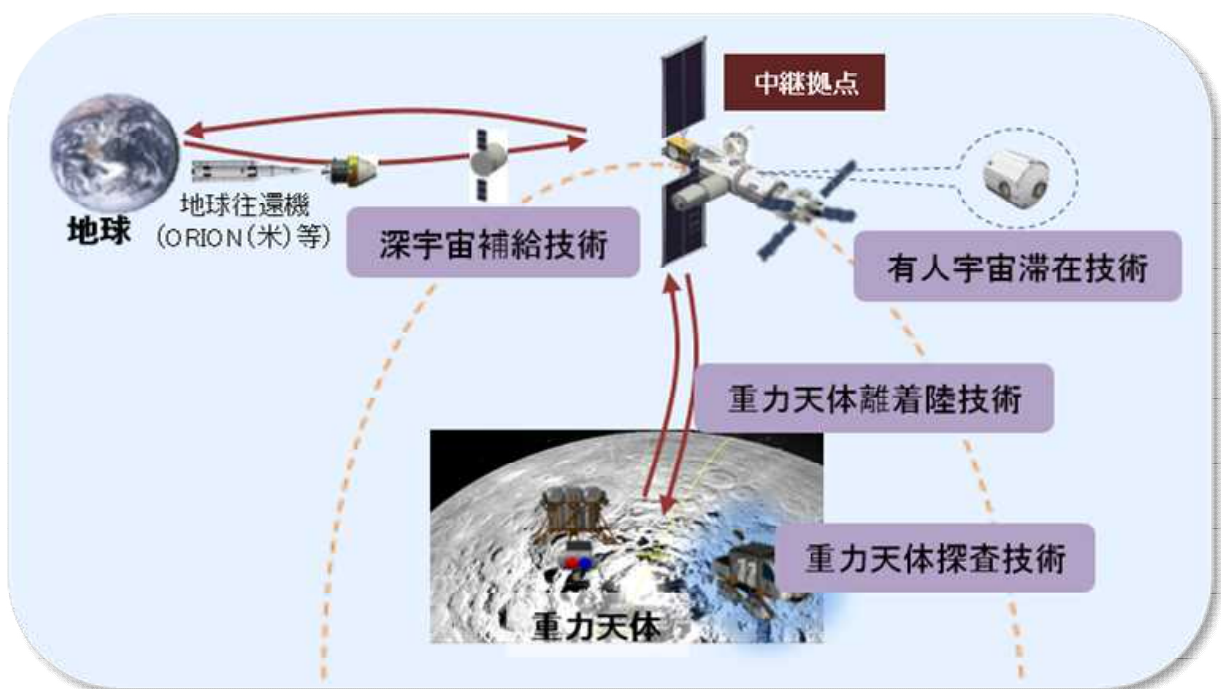 中継拠点
地球
地球往還機
(ORION(米)等)
深宇宙補給技術
有人宇宙滞在技術
重力天体離着陸技術
重力天体探査技術
重力天体